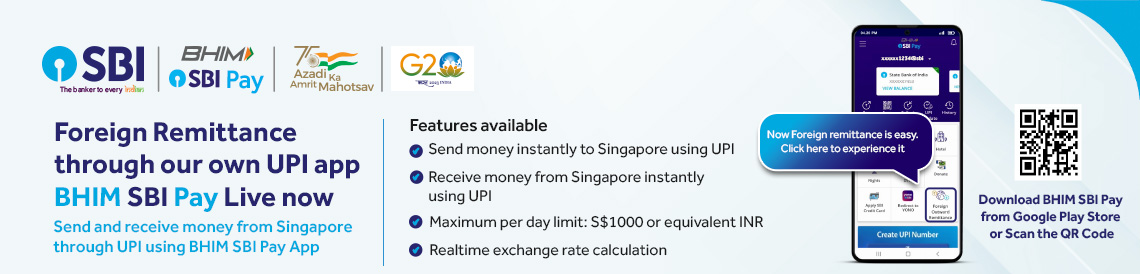 SBI
The banker to every Indian
BHIM
SBI Pay
75
Azadi Ka
Amrit Mahotsav
G20
Foreign Remittance
through our own UPI app
BHIM SBI Pay Live now
Send and receive money from Singapore
through UPI using BHIM SBI Pay App
Features available
Send money instantly to Singapore using UPI
Receive money from Singapore instantly
using UPI
Maximum per day limit: S$1000 or equivalent INR
Realtime exchange rate calculation
SBI Pay
xxxxx1234@sbi
State Bank of India
VIEW BALANCE
UPI
History
Now Foreign remittance is easy.
Click here to experience it
Hotel
Flights
Donate
Apply SBI
Credit Card
Redirect to
YONO
Foreign
Outward
Remittance
Create UPI Number
Download BHIM SBI Pay
from Google Play Store
or Scan the QR Code